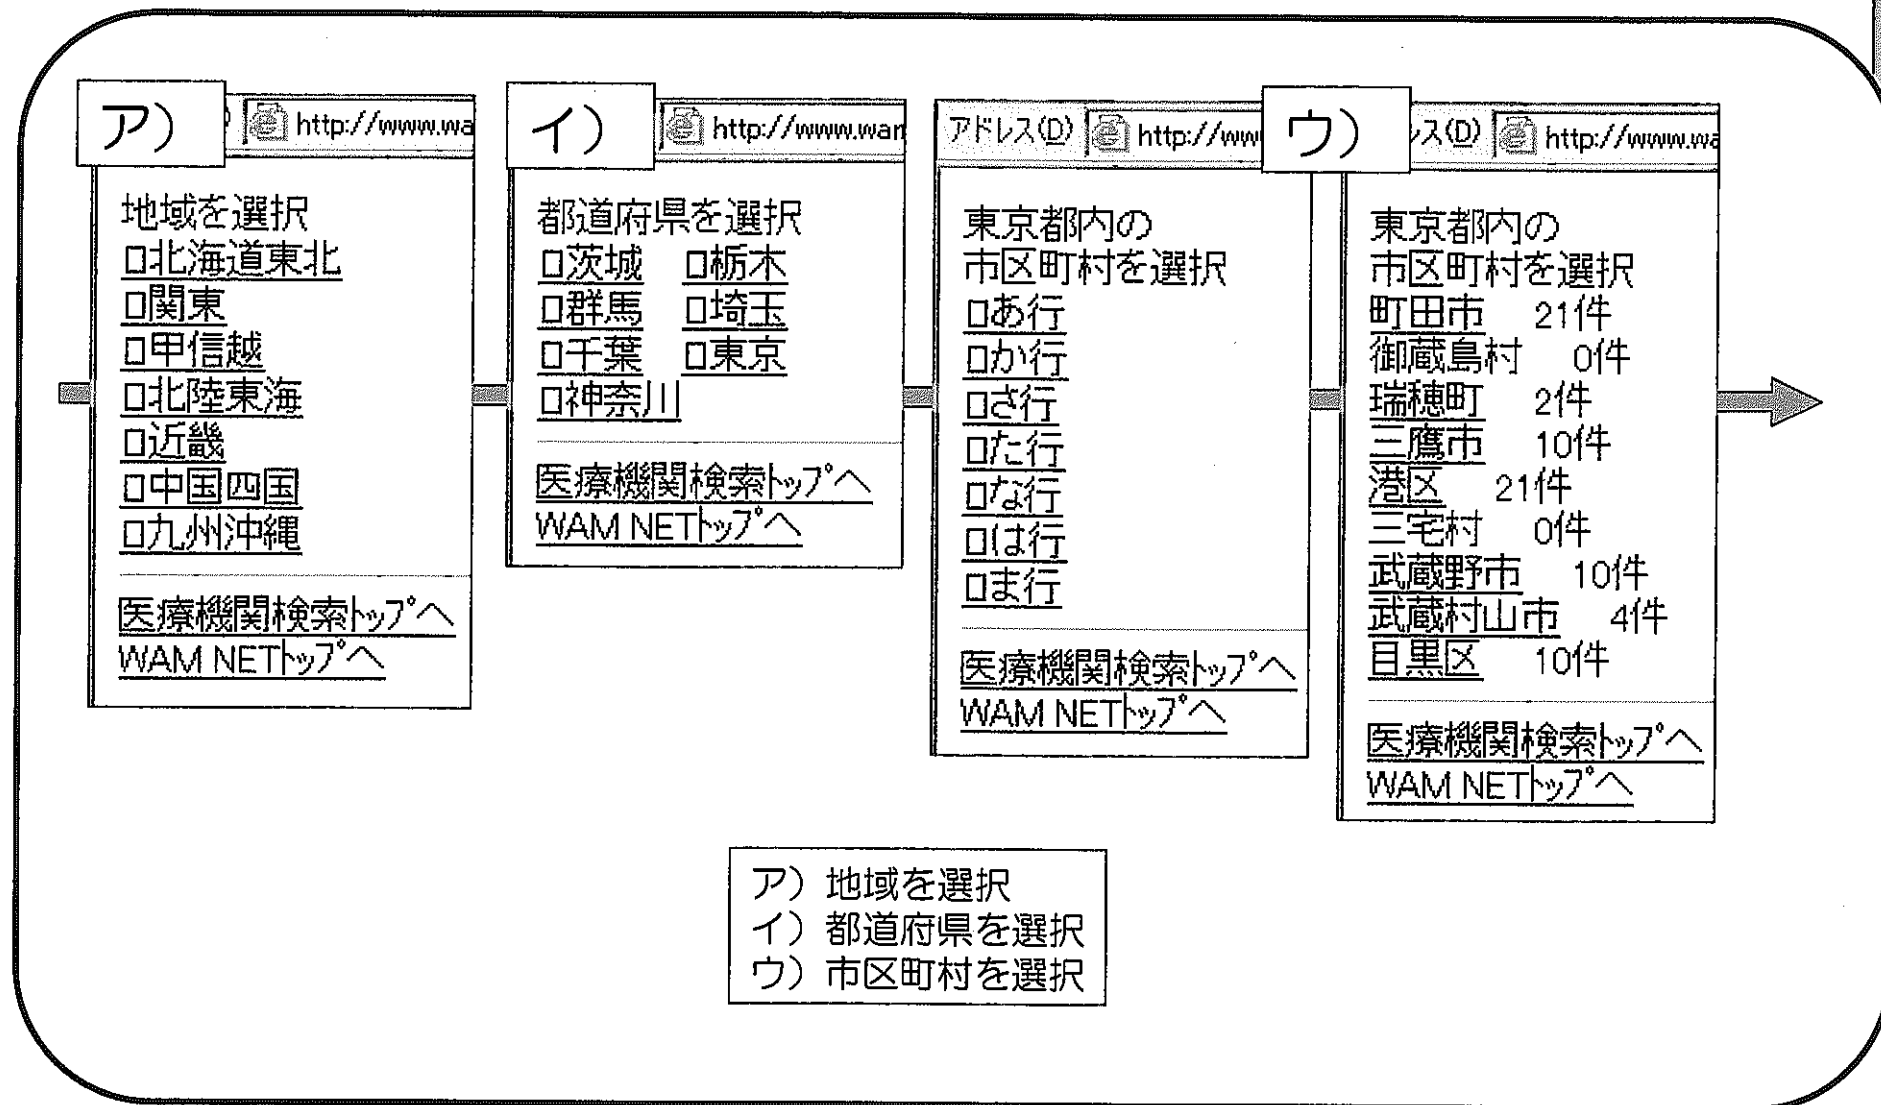 ア)
http://www.wa
地域を選択
□北海道東北
□関東
□甲信越
□北陸東海
□近畿
□中国四国
□九州沖縄
医療機関検索トップへ
WAM NETトップへ
イ)
http://www.wam
都道府県を選択
□茨城 □栃木
□群馬 □埼玉
□千葉 □東京
□神奈川
医療機関検索トップへ
WAM NETトップへ
アドレス(D) http://www
東京都内の
市区町村を選択
□あ行
□か行
□さ行
□た行
□な行
□は行
□ま行
医療機関検索トップへ
WAM NETトップへ
ウ)
レス(D) http://www.wa
東京都内の
市区町村を選択
町田市 21件
御蔵島村 0件
瑞穂町 2件
三鷹市 10件
港区 21件
三宅村 0件
武蔵野市 10件
武蔵村山市 4件
目黒区 10件
医療機関検索トップへ
WAM NETトップへ
ア) 地域を選択
イ) 都道府県を選択
ウ) 市区町村を選択